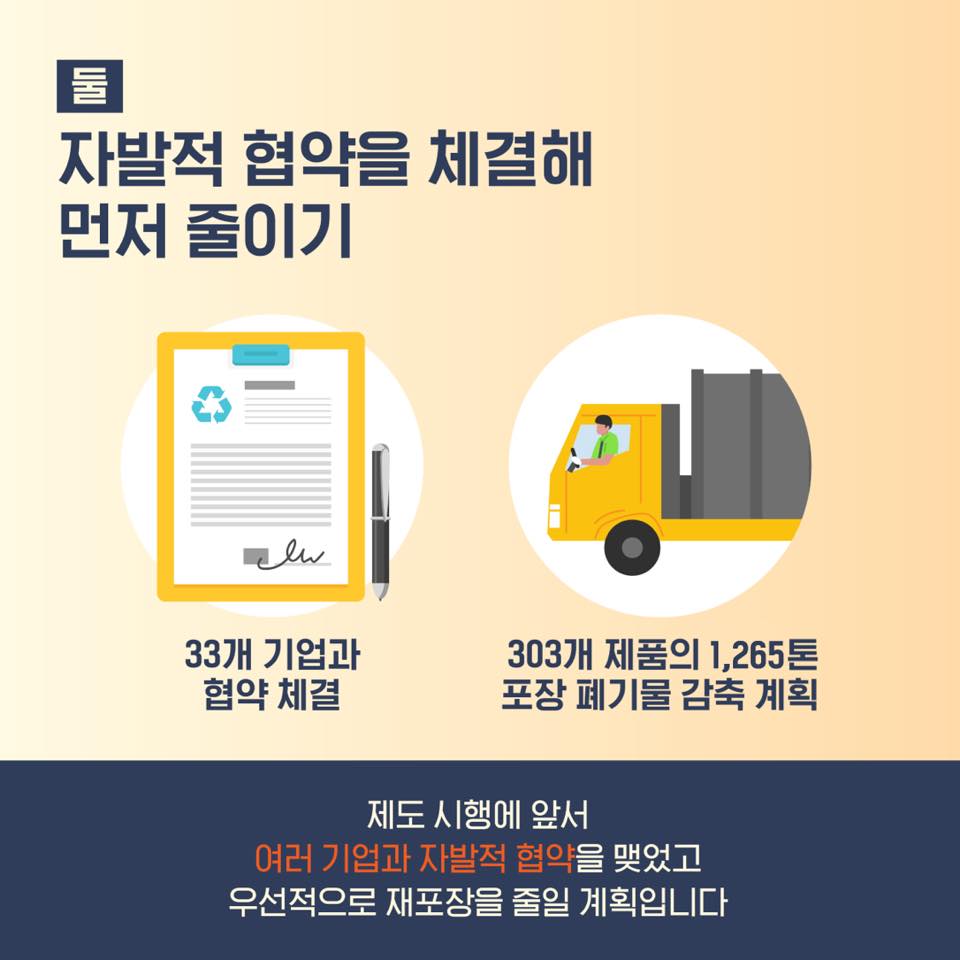 둘
자발적 협약을 체결해
먼저 줄이기
33개 기업과
협약 체결
303개 제품의 1,265톤
포장 폐기물 감축 계획
제도 시행에 앞서
여러 기업과 자발적 협약을 맺었고
우선적으로 재포장을 줄일 계획입니다